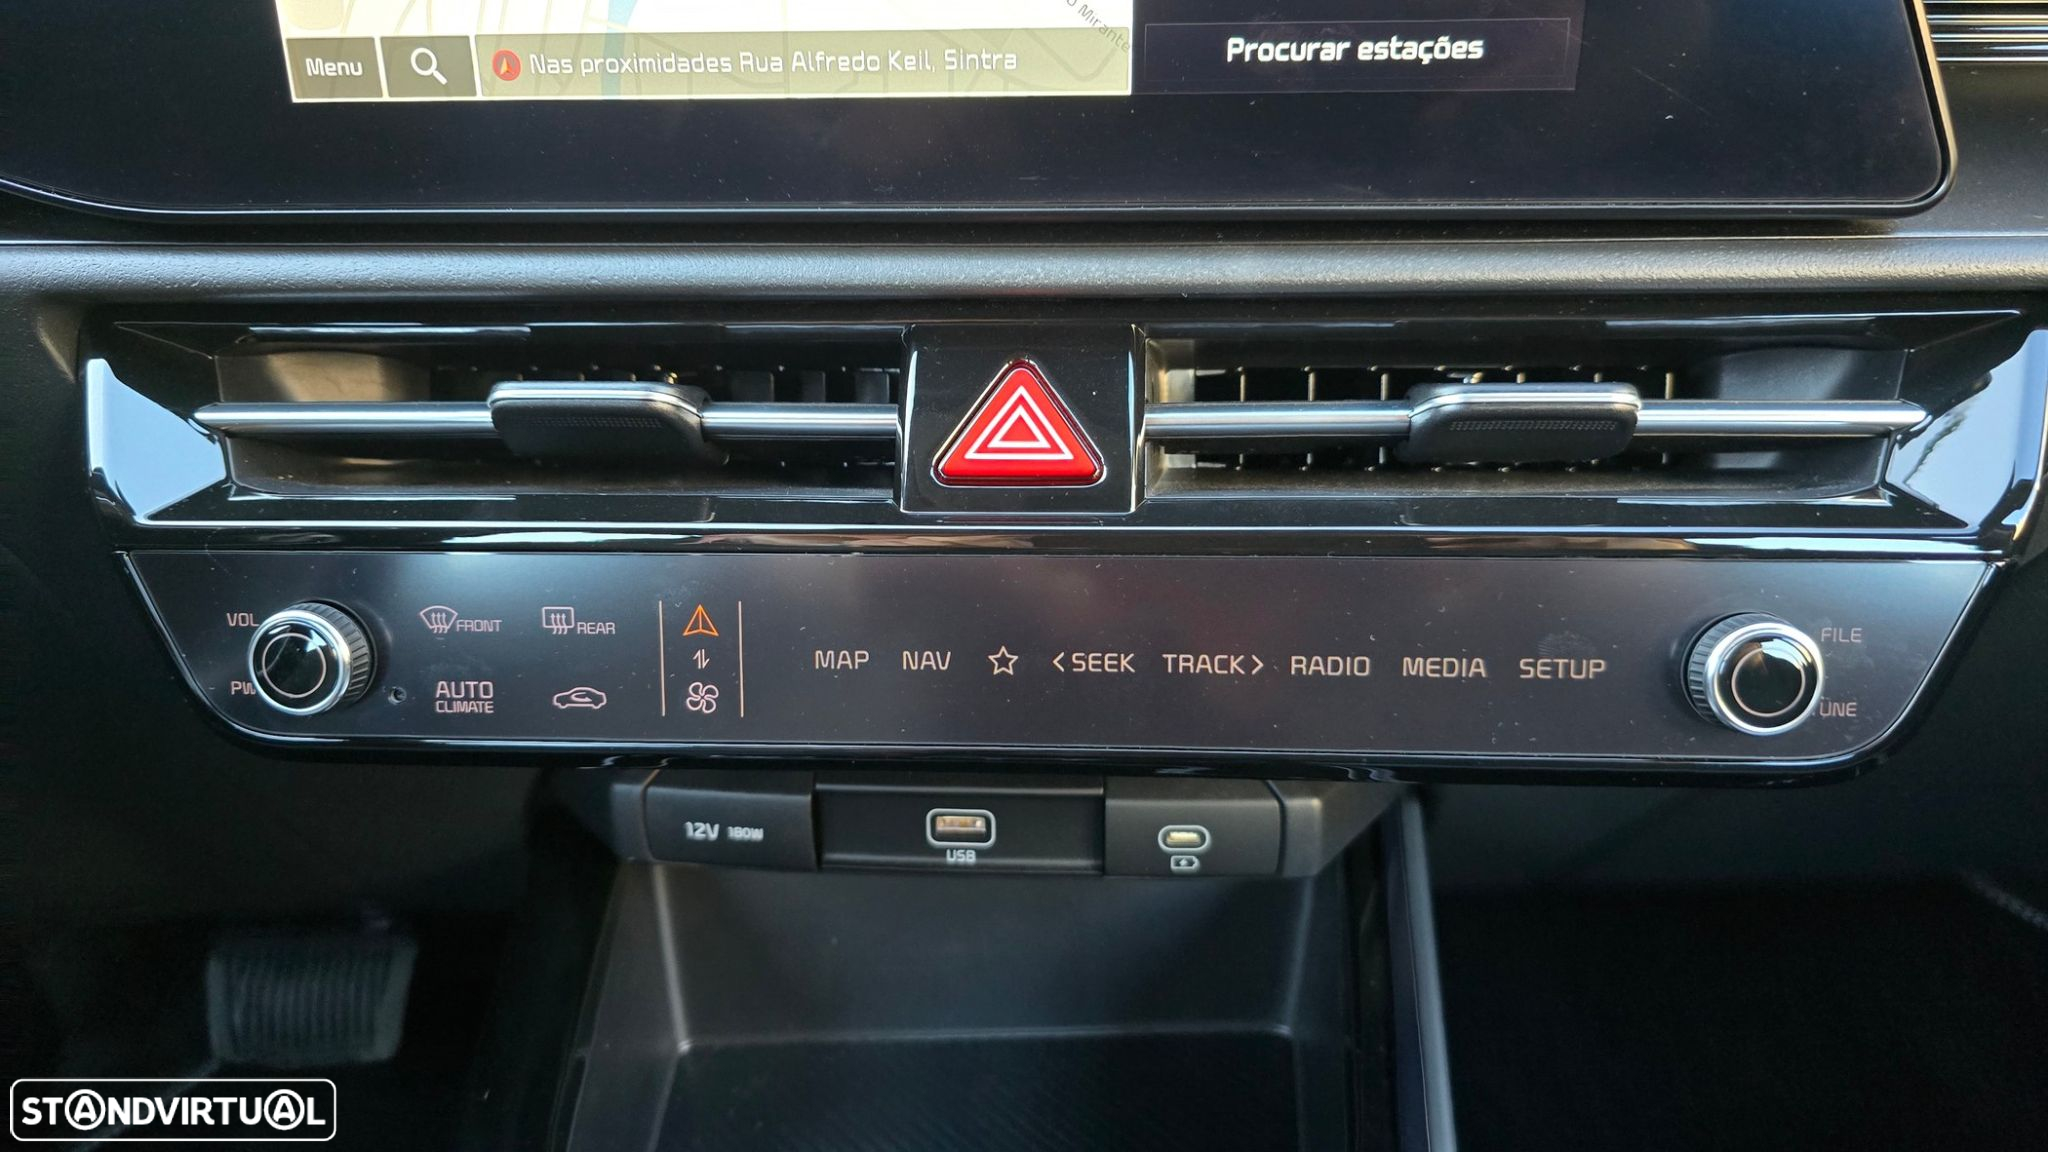 Mirante
Menu
Nas proximidades Rua Alfredo Keil, Sintra
Procurar estações
VOL
FRONT
REAR
AUTO
CLIMATE
MAP NAV <SEEK TRACK> RADIO MEDIA SETUP
FILE
12V 180W
USB
STANDVIRTUAL